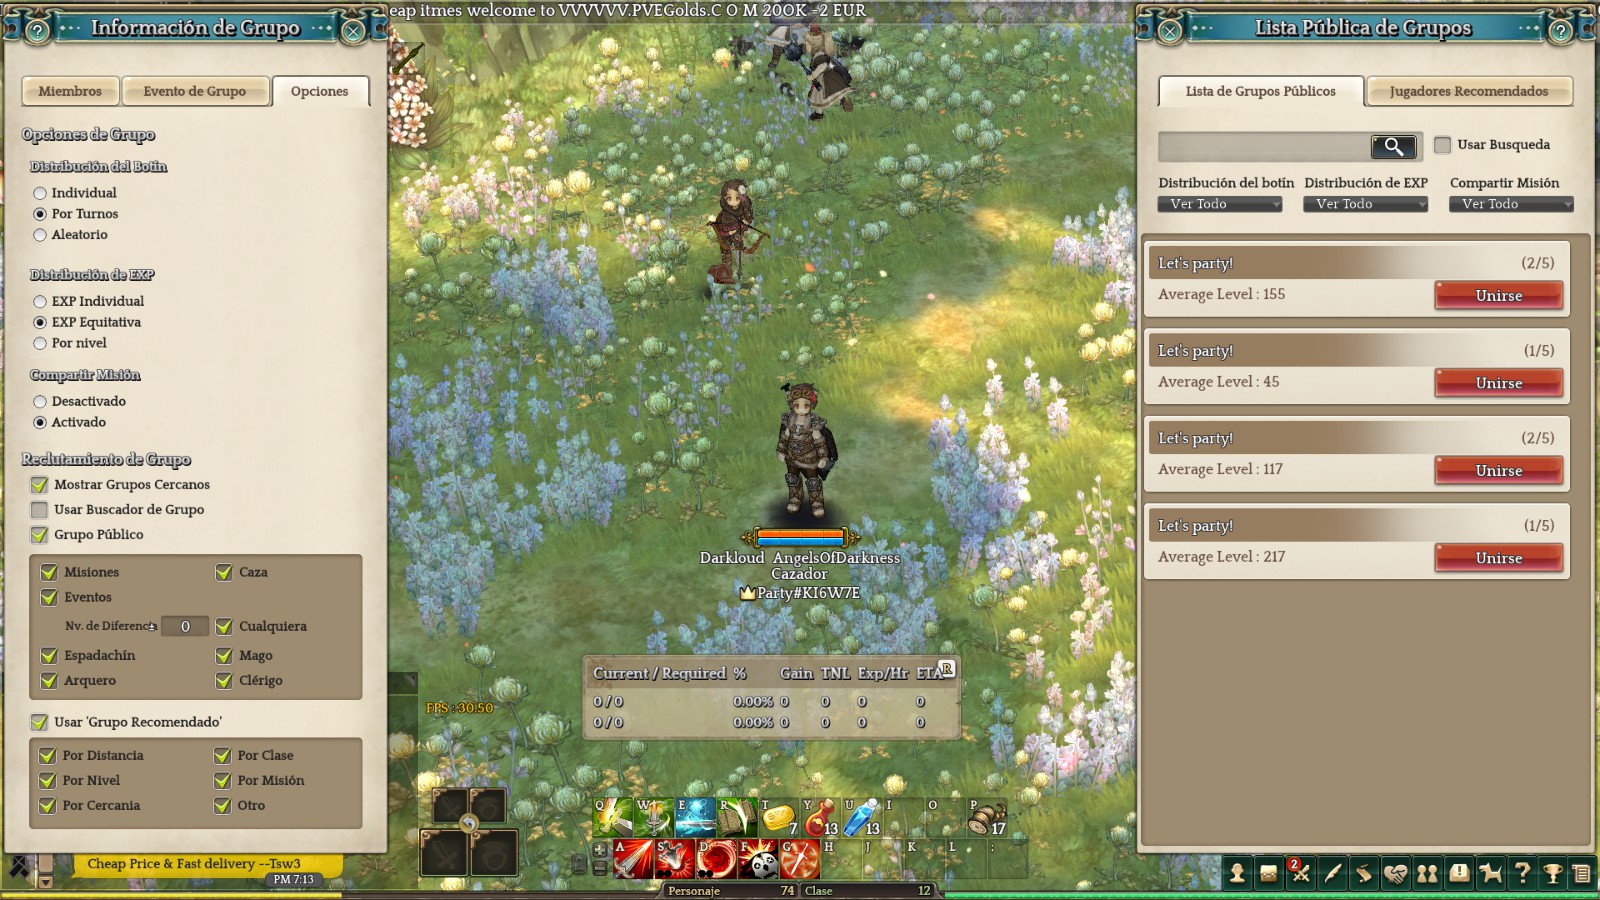 eap itmes welcome to VVVVVV.PVEGolds.C O M 200K =2 EUR
Información de Grupo
Miembros
Evento de Grupo
Opciones
Opciones de Grupo
Distribución del Botín
Individual
Por Turnos
Aleatorio
Distribución de EXP
EXP Individual
EXP Equitativa
Por nivel
Compartir Misión
Desactivado
Activado
Reclutamiento de Grupo
Mostrar Grupos Cercanos
Usar Buscador de Grupo
Grupo Público
Misiones
Caza
Eventos
Nv. de Diferencia
0
Cualquiera
Espadachín
Mago
Arquero
Clérigo
Usar 'Grupo Recomendado'
Por Distancia
Por Clase
Por Nivel
Por Misión
Por Cercania
Otro
Cheap Price & Fast delivery --Tsw3
PM 7:13
Darkloud AngelsOfDarkness
Cazador
Party#KI6W7E
FPS : 30.50
Current / Required % Gain TNL Exp/Hr ETA R
0 / 0 0.00% 0 0 0 0
0 / 0 0.00% 0 0 0 0
Q W E R T Y U I O P
7 13 13 17
A S D F G H J K L ;
Personaje 74 Clase 12
Lista Pública de Grupos
Lista de Grupos Públicos
Jugadores Recomendados
Usar Busqueda
Distribución del botín Distribución de EXP Compartir Misión
Ver Todo Ver Todo Ver Todo
Let's party! (2/5)
Average Level : 155 Unirse
Let's party! (1/5)
Average Level : 45 Unirse
Let's party! (2/5)
Average Level : 117 Unirse
Let's party! (1/5)
Average Level : 217 Unirse
2